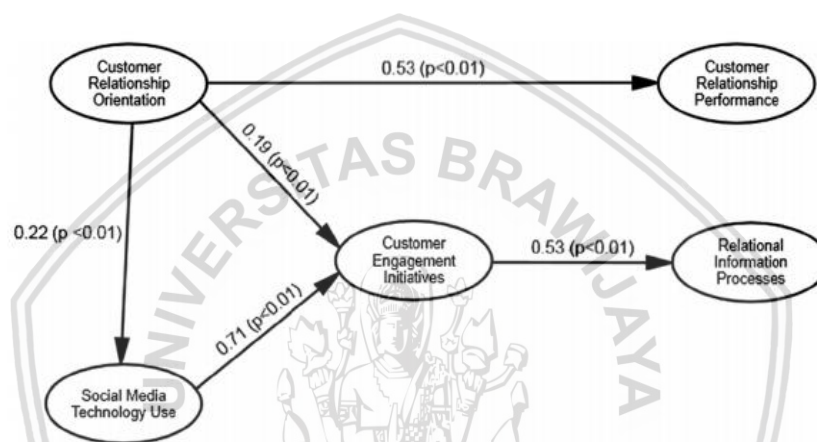 Customer
Relationship
Orientation
0.53 (p<0.01)
Customer
Relationship
Performance
0.19 (p<0.01)
0.22 (p <0.01)
Customer
Engagement
Initiatives
0.53 (p<0.01)
Relational
Information
Processes
0.71 (p<0.01)
Social Media
Technology Use
UNIVERSITAS BRAWIJAYA